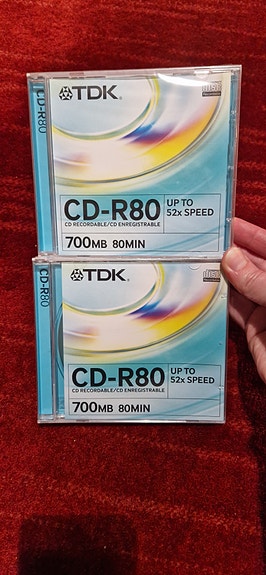 CD-R80
TDK
CD-R80
UP TO
52x SPEED
CD RECORDABLE/CD ENREGISTRABLE
700MB 80MIN
CD-R80
TDK
CD-R80
UP TO
52x SPEED
CD RECORDABLE/CD ENREGISTRABLE
700MB 80MIN